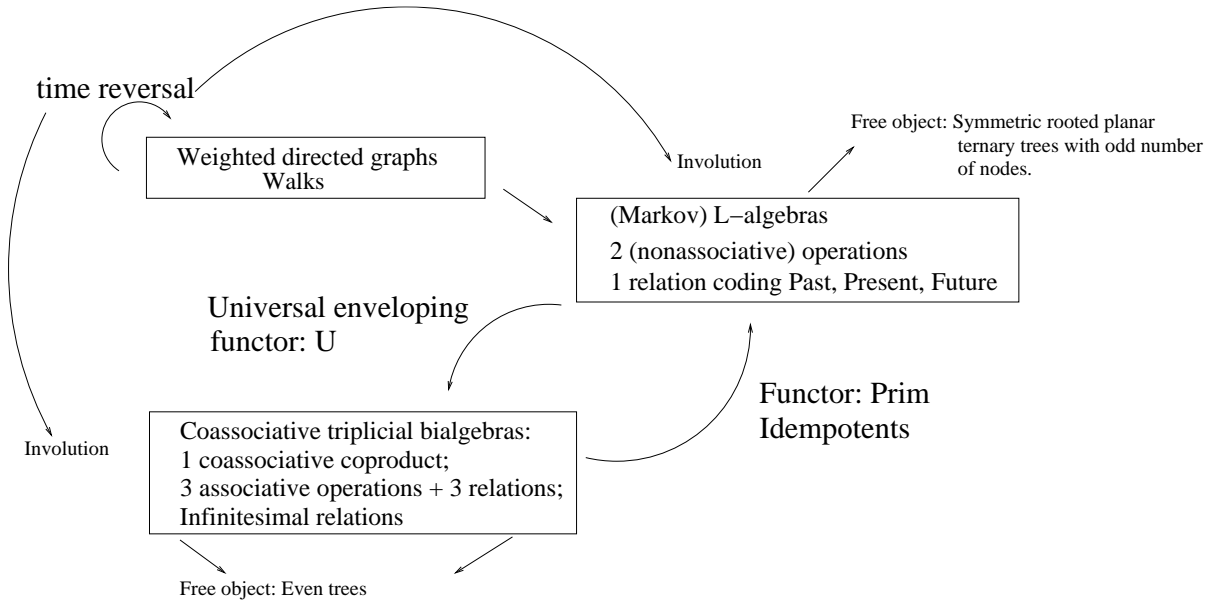 time reversal
Weighted directed graphs
Walks
Involution
Free object: Symmetric rooted planar
ternary trees with odd number
of nodes.
(Markov) L−algebras
2 (nonassociative) operations
1 relation coding Past, Present, Future
Universal enveloping
functor: U
Functor: Prim
Idempotents
Involution
Coassociative triplicial bialgebras:
1 coassociative coproduct;
3 associative operations + 3 relations;
Infinitesimal relations
Free object: Even trees